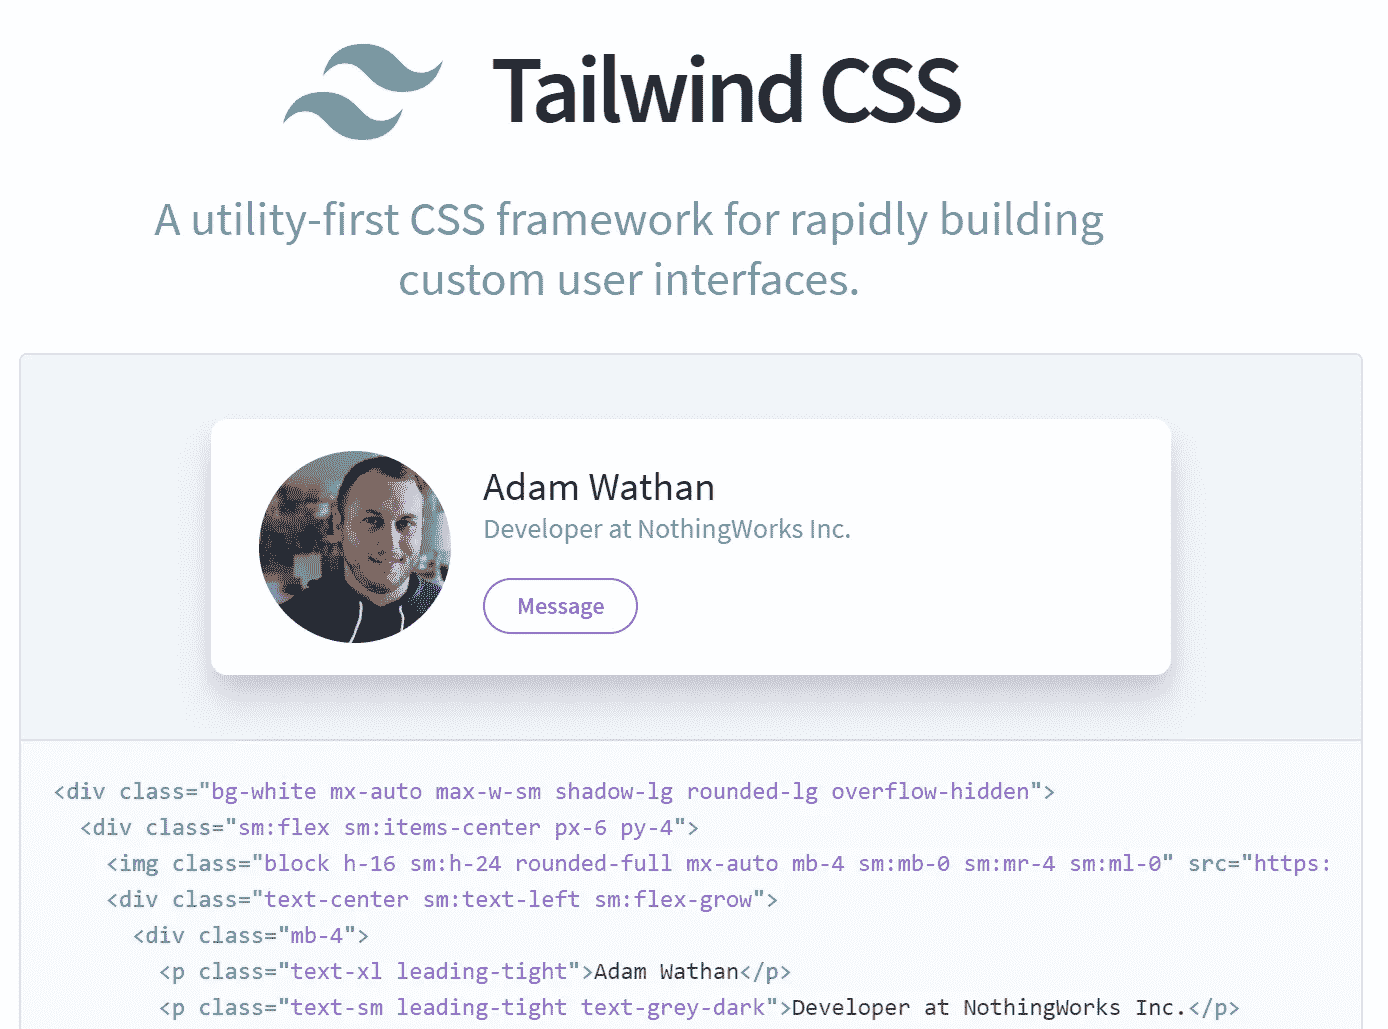 Tailwind CSS
A utility-first CSS framework for rapidly building
custom user interfaces.
Adam Wathan
Developer at NothingWorks Inc.
Message
<div class="bg-white mx-auto max-w-sm shadow-lg rounded-lg overflow-hidden">
<div class="sm:flex sm:items-center px-6 py-4">
<img class="block h-16 sm:h-24 rounded-full mx-auto mb-4 sm:mb-0 sm:mr-4 sm:ml-0" src="https:
<div class="text-center sm:text-left sm:flex-grow">
<div class="mb-4">
<p class="text-xl leading-tight">Adam Wathan</p>
<p class="text-sm leading-tight text-grey-dark">Developer at NothingWorks Inc.</p>